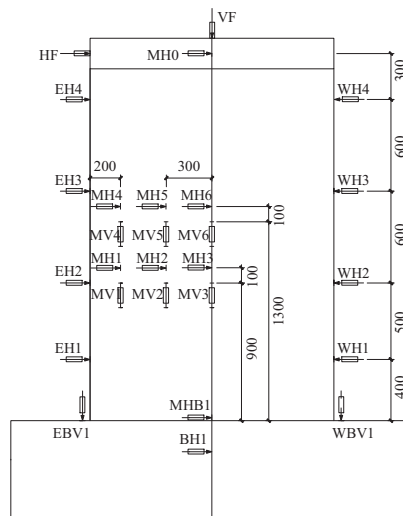 VF
HF MH0
300
EH4 WH4
600
200 300
EH3 WH3
MH4 MH5 MH6
100
600
MV4 MV5 MV6
MH1 MH2 MH3
EH2 WH2
100
MV1 MV2 MV3
1300
900
500
EH1 WH1
400
MHB1
EBV1 WBV1
BH1